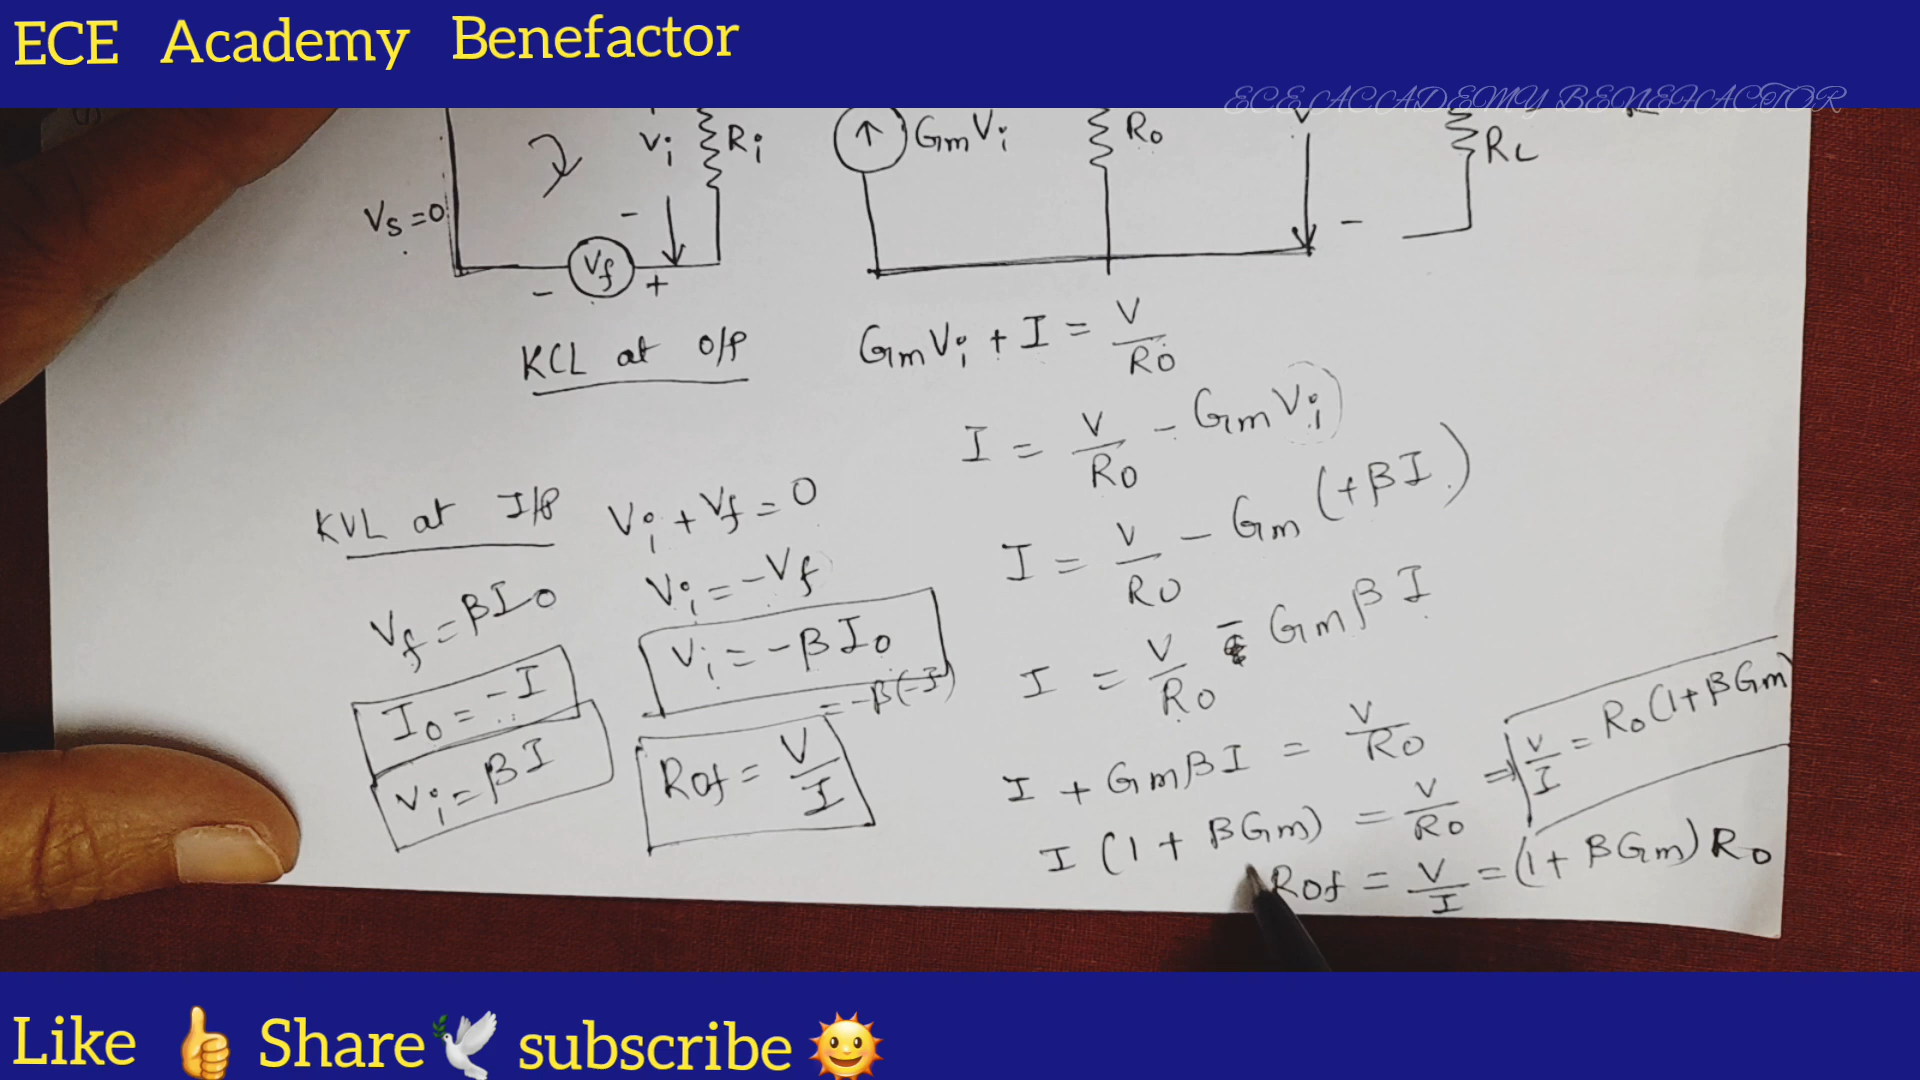 ECE Academy Benefactor
ECE ACCADEMY BENEFACTOR
Vi Ri GmVi Ro V RL
Vs=0
-
-
Vf
- +
KCL at O/P GmVi + I = V/Ro
I = V/Ro - GmVi
KVL at I/P Vi + Vf = 0 I = V/Ro - Gm (+βI)
Vf = βIo Vi = -Vf I = V/Ro - GmβI
Io = -I Vi = -βIo
= -β(-I)
Vi = βI Rof = V/I I + GmβI = V/Ro
I (1 + βGm) = V/Ro ⇒ V/I = Ro(1+βGm)
Rof = V/I = (1+ βGm) Ro
Like 👍 Share🕊 subscribe 🌞